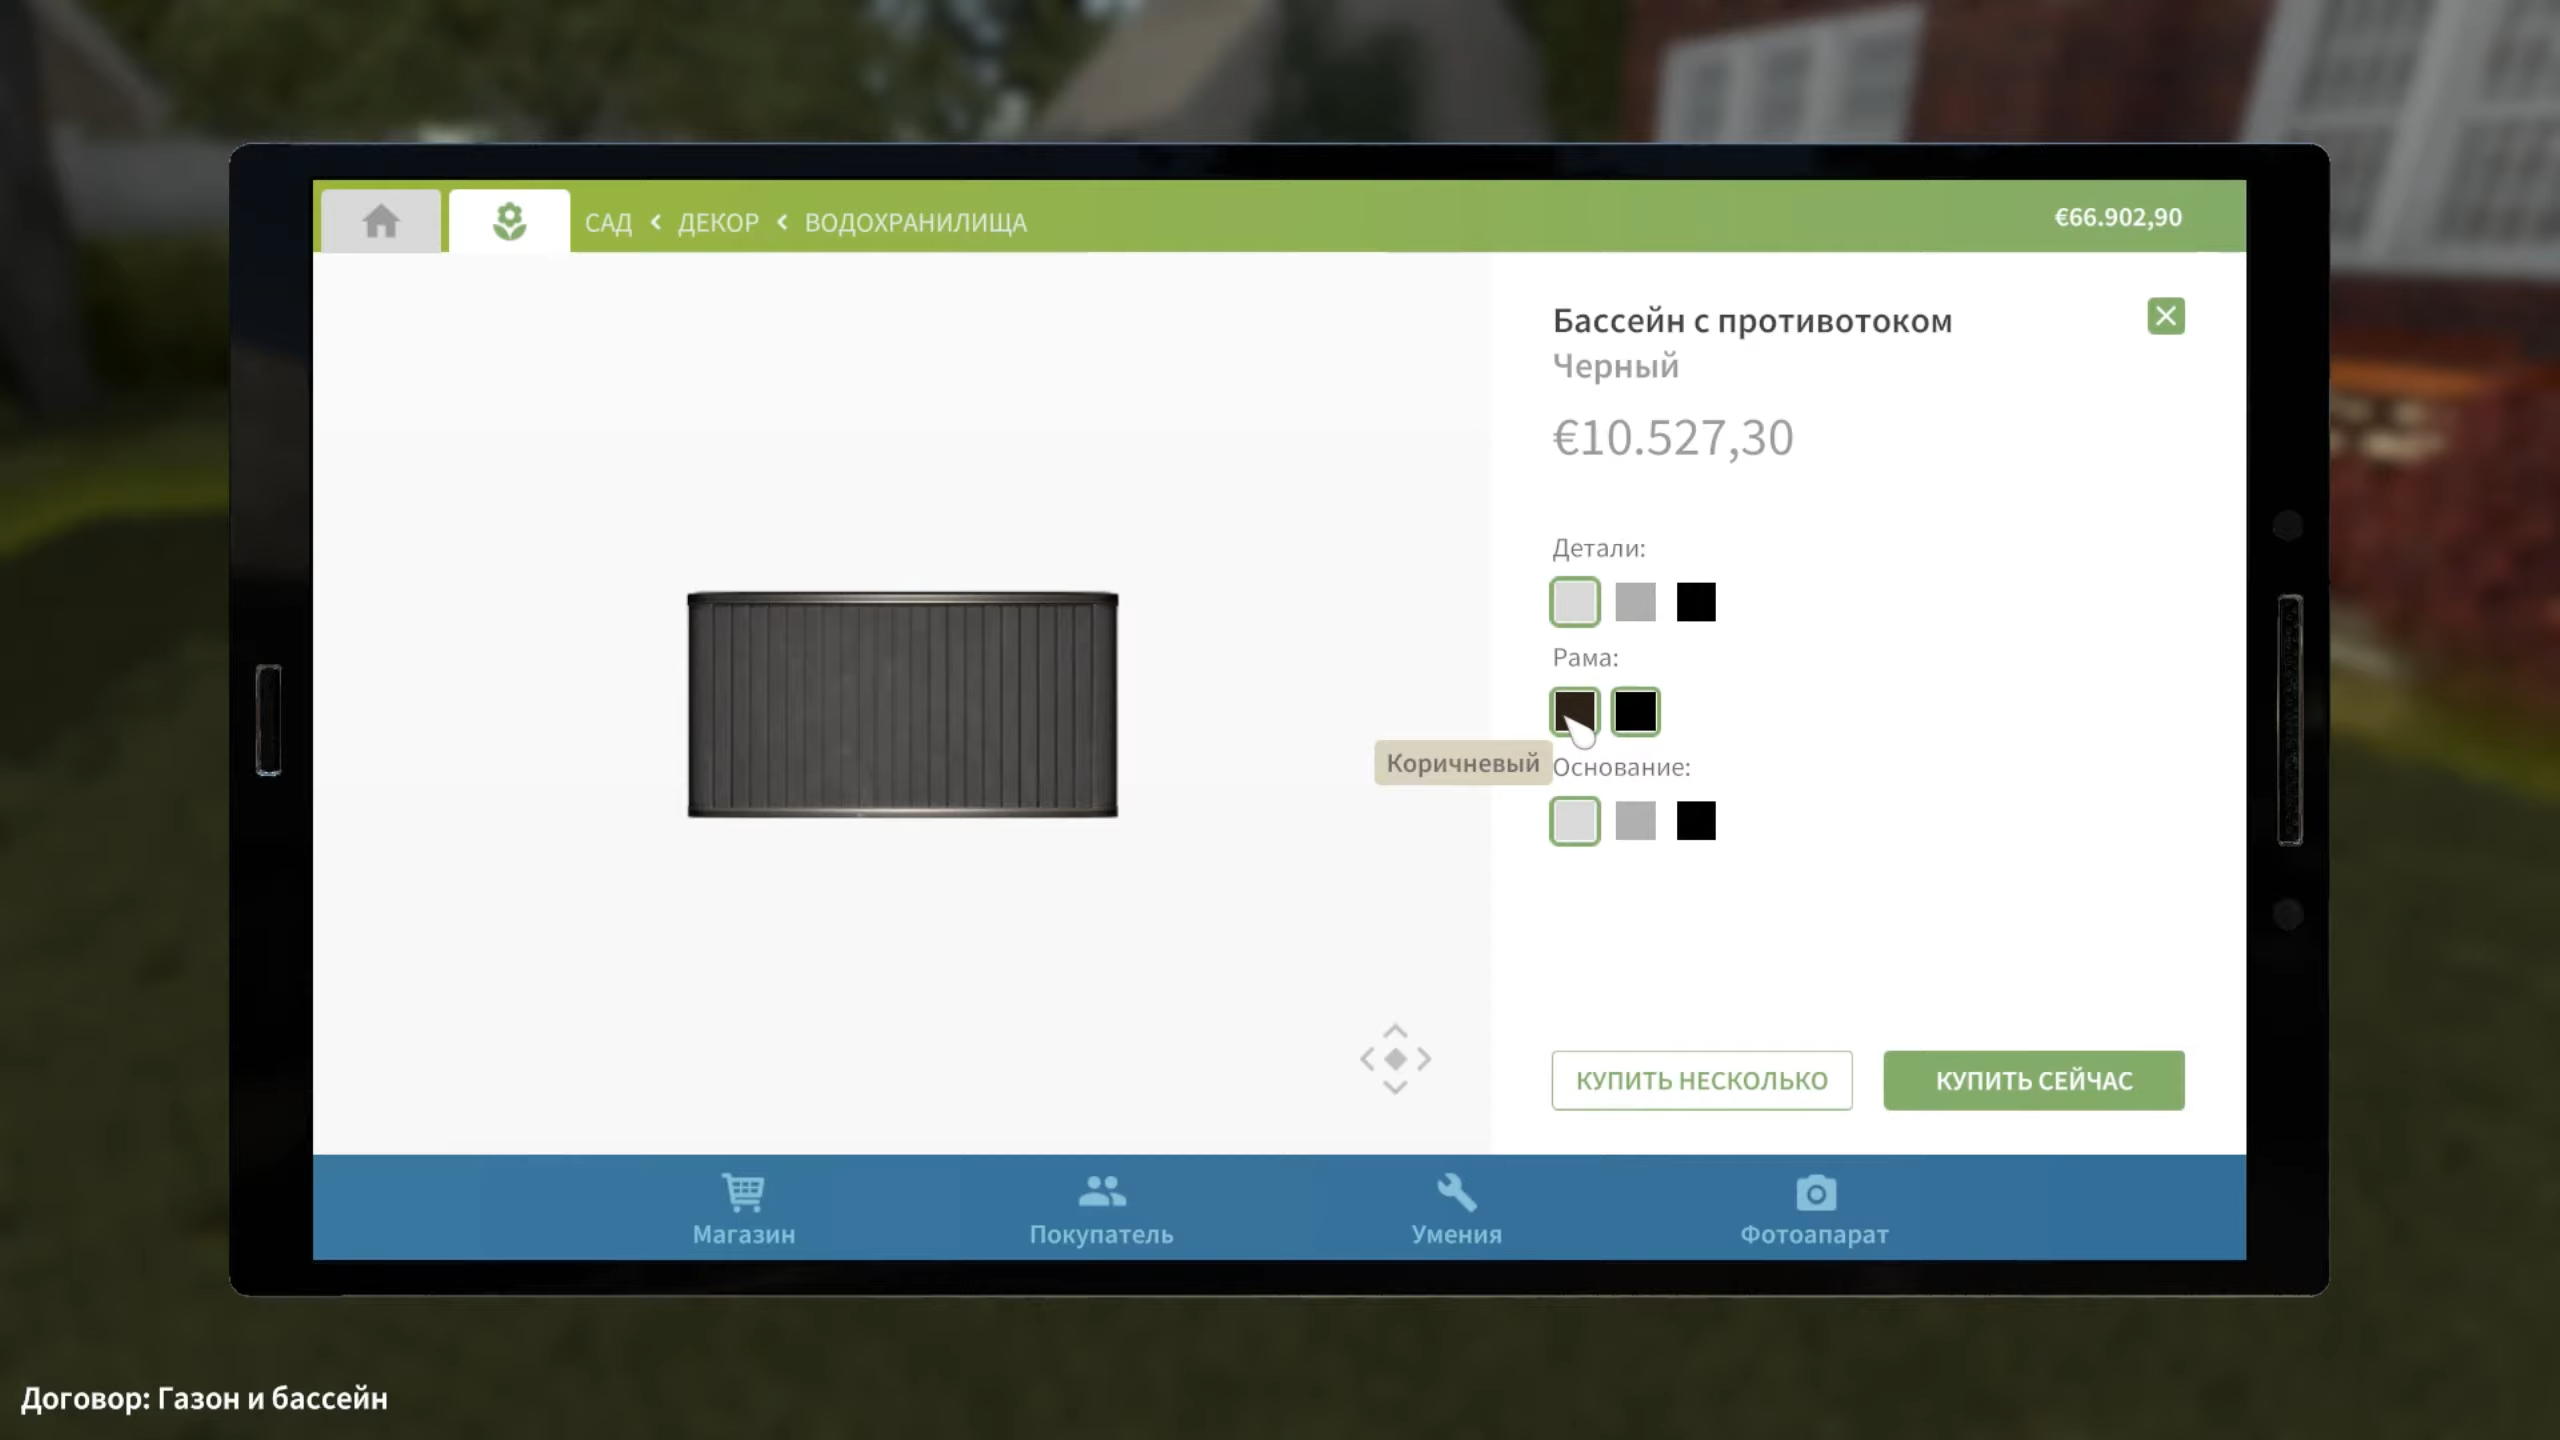 САД < ДЕКОР < ВОДОХРАНИЛИЩА
€66.902,90
Бассейн с противотоком
Черный
€10.527,30
Детали:
Рама:
Коричневый
Основание:
КУПИТЬ НЕСКОЛЬКО
КУПИТЬ СЕЙЧАС
Магазин
Покупатель
Умения
Фотоапарат
Договор: Газон и бассейн